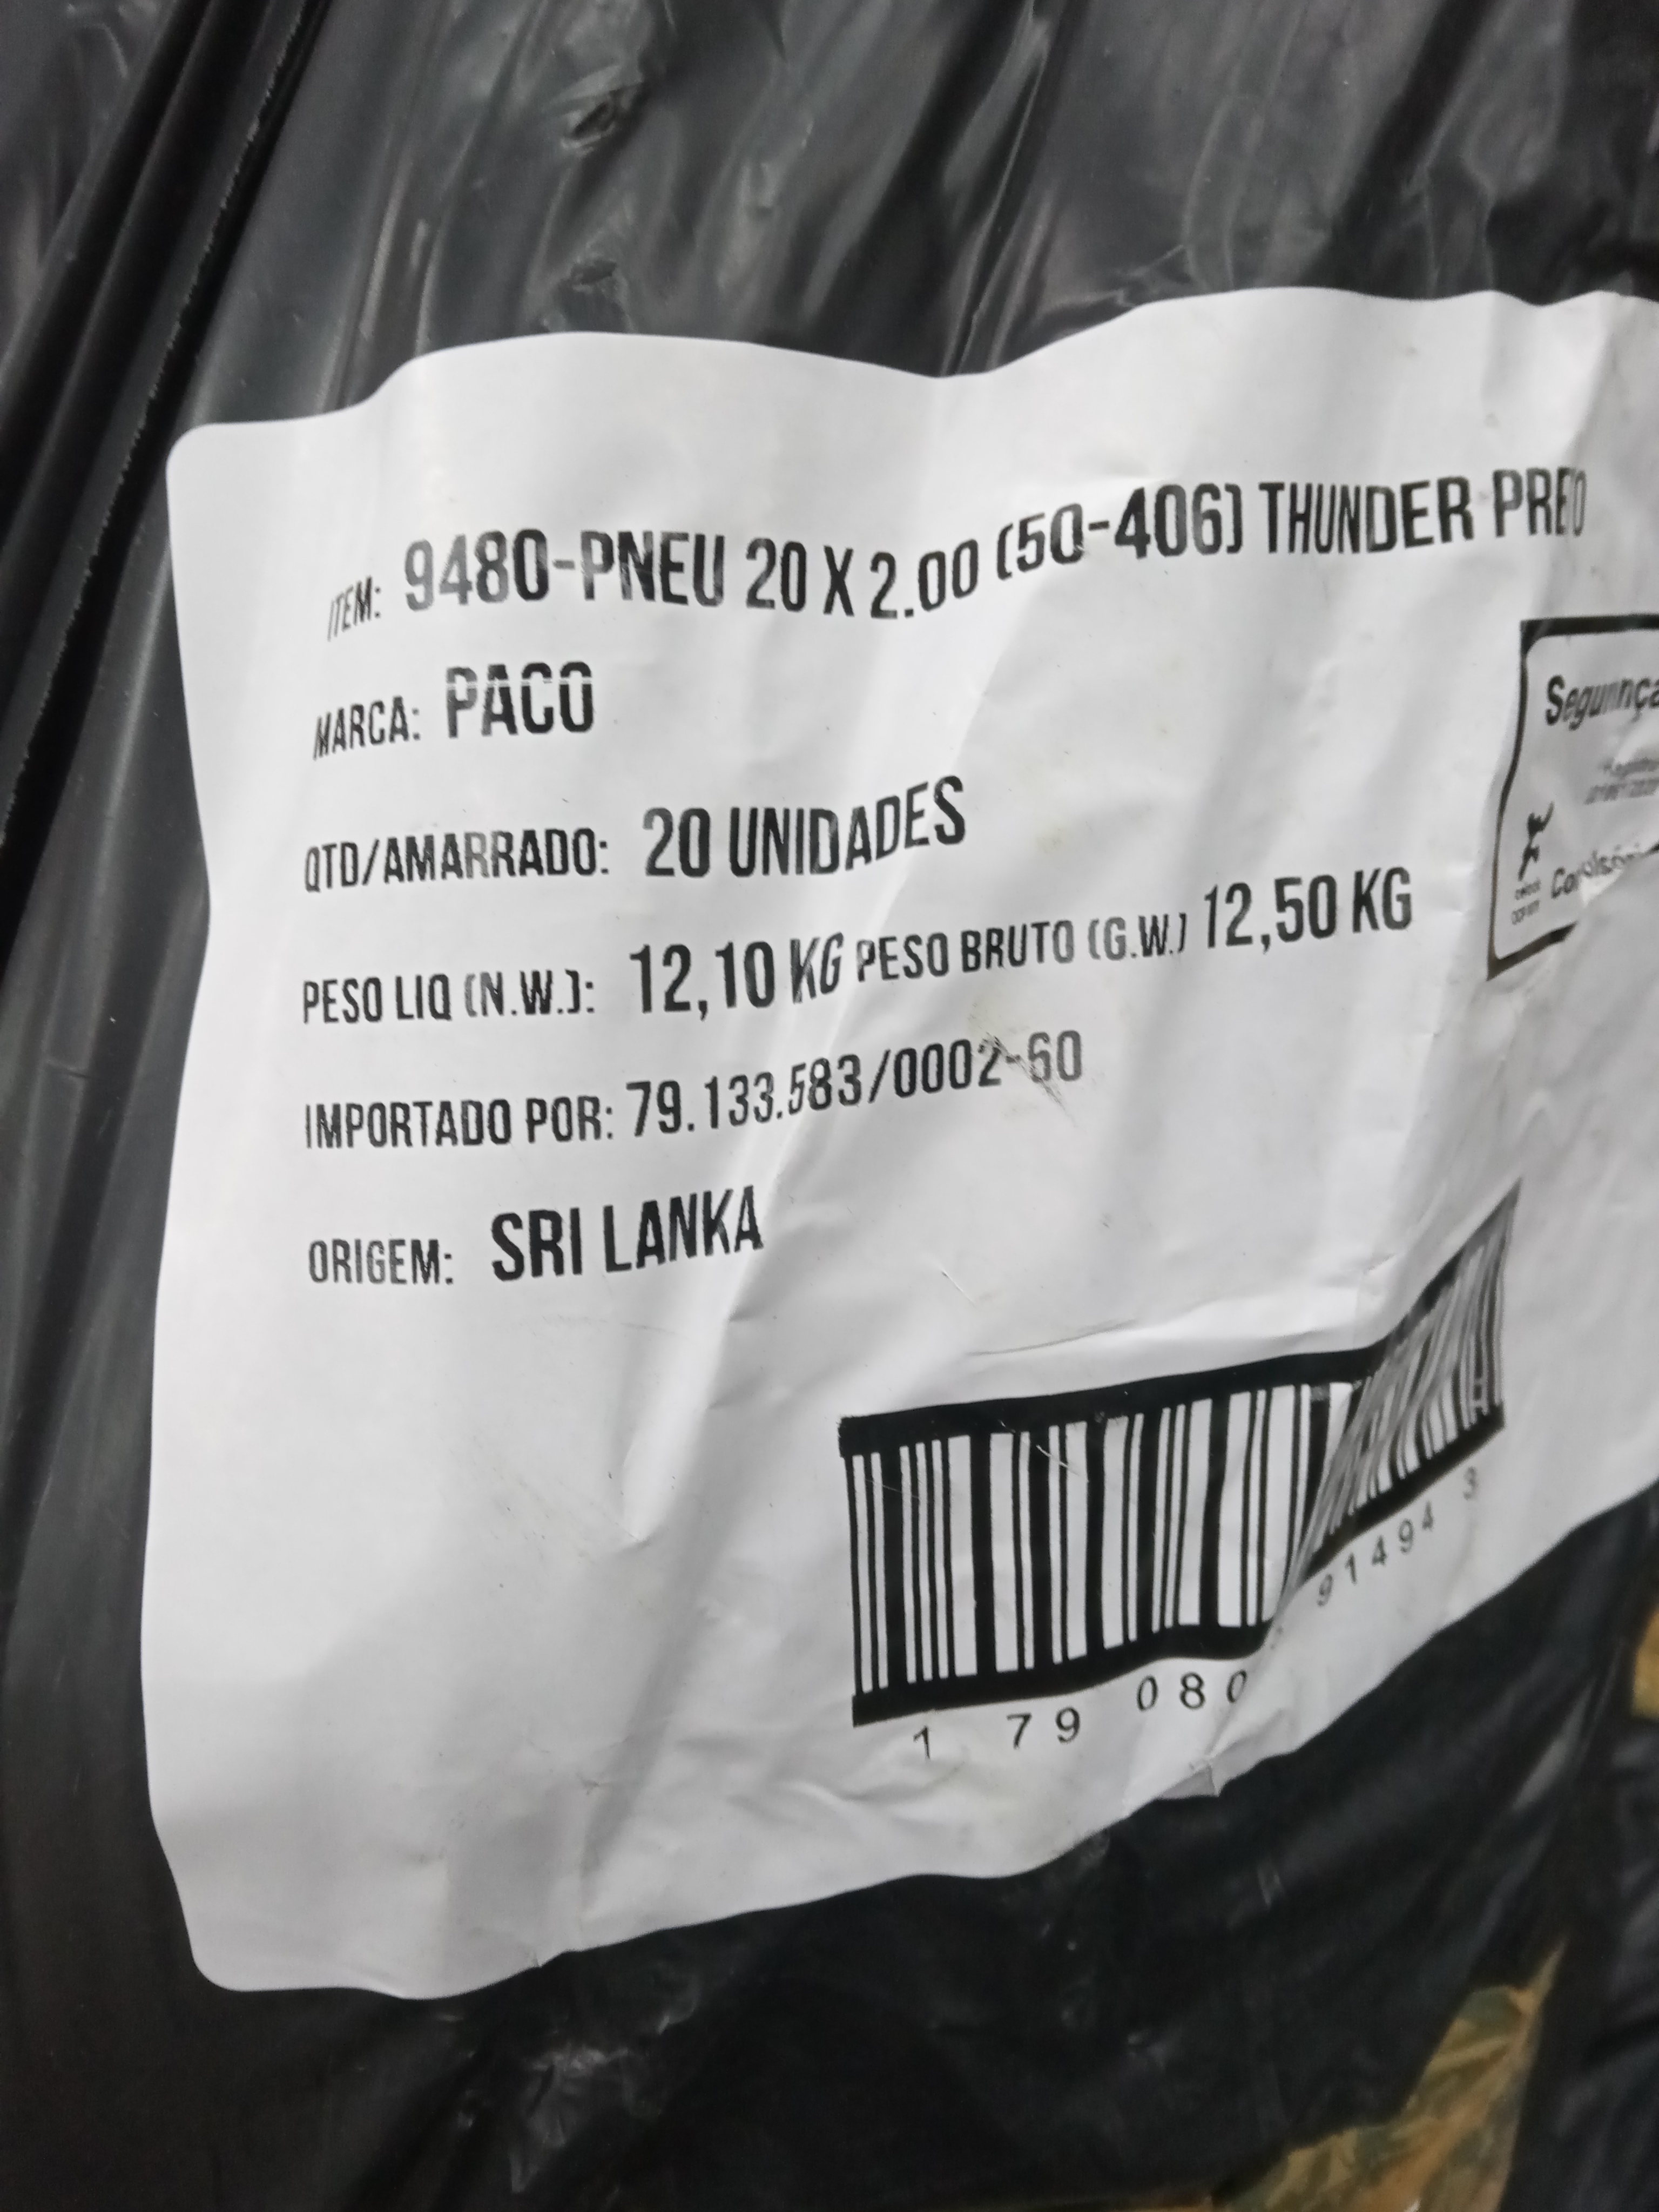 ITEM: 9480-PNEU 20 X 2.00 (50-406) THUNDER PRETO
MARCA: PACO
Segurança
QTD/AMARRADO: 20 UNIDADES
PESO LIQ (N.W.): 12,10 KG PESO BRUTO (G.W.) 12,50 KG
IMPORTADO POR: 79.133.583/0002-60
ORIGEM: SRI LANKA
1 79 080 91494 3